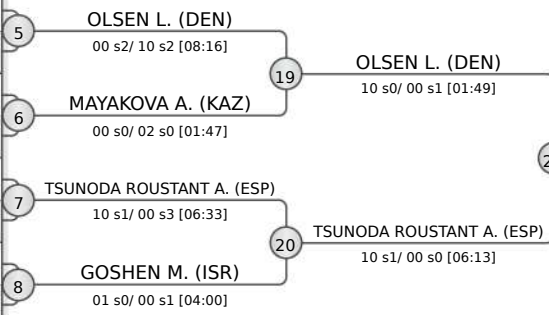 5
OLSEN L. (DEN)
00 s2/ 10 s2 [08:16]
19
OLSEN L. (DEN)
10 s0/ 00 s1 [01:49]
6
MAYAKOVA A. (KAZ)
00 s0/ 02 s0 [01:47]
7
TSUNODA ROUSTANT A. (ESP)
10 s1/ 00 s3 [06:33]
20
TSUNODA ROUSTANT A. (ESP)
10 s1/ 00 s0 [06:13]
8
GOSHEN M. (ISR)
01 s0/ 00 s1 [04:00]